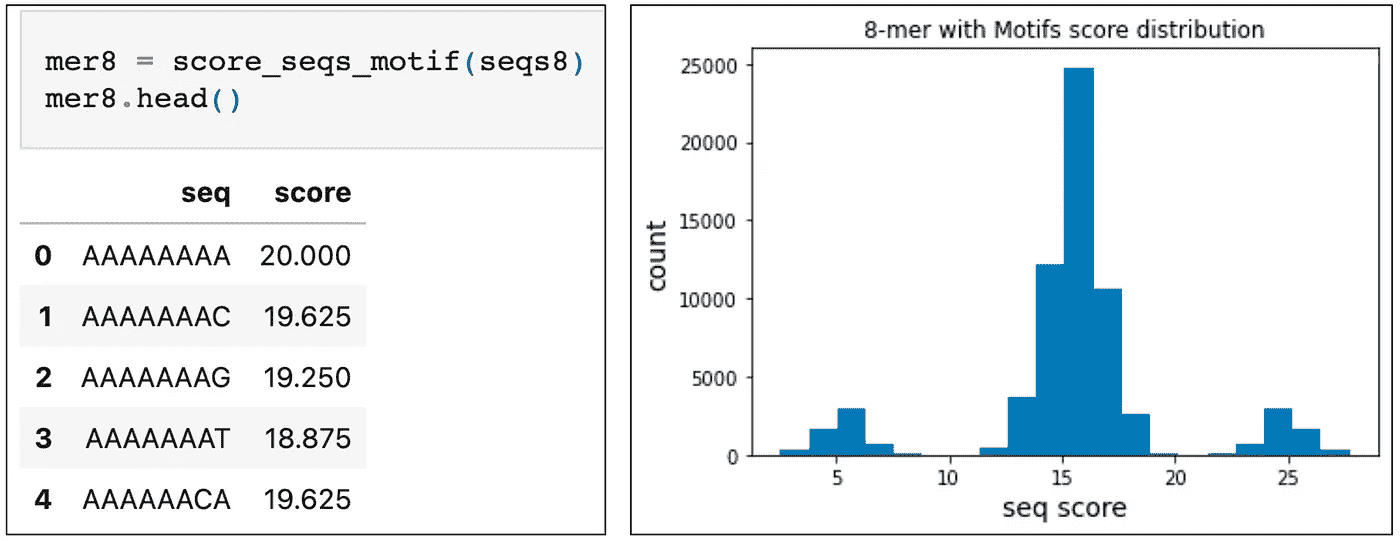 mer8 = score_seqs_motif(seqs8)
mer8.head()
seq score
0 AAAAAAAA 20.000
1 AAAAAAAC 19.625
2 AAAAAAAG 19.250
3 AAAAAAAT 18.875
4 AAAAAACA 19.625
8-mer with Motifs score distribution
25000
20000
15000
10000
5000
0
count
5 10 15 20 25
seq score